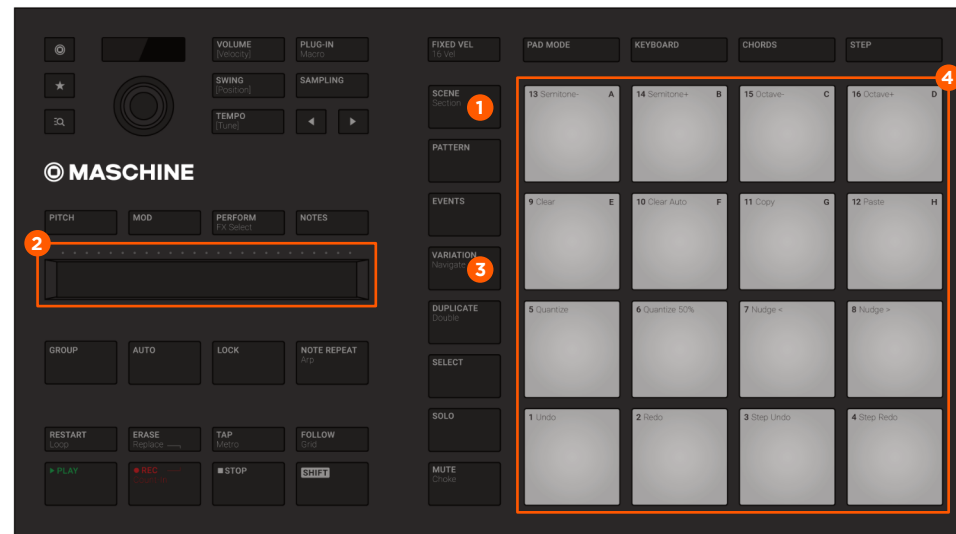 VOLUME
[Velocity]
PLUG-IN
Macro
SWING
[Position]
SAMPLING
TEMPO
[Tune]
MASCHINE
PITCH
MOD
PERFORM
FX Select
NOTES
2
GROUP
AUTO
LOCK
NOTE REPEAT
Arp
RESTART
Loop
ERASE
Replace
TAP
Metro
FOLLOW
Grid
PLAY
REC
Count-In
STOP
SHIFT
FIXED VEL
16 Vel
SCENE
Section
1
PATTERN
EVENTS
VARIATION
Navigate
3
DUPLICATE
Double
SELECT
SOLO
MUTE
Choke
PAD MODE
KEYBOARD
CHORDS
STEP
4
13 Semitone- A
14 Semitone+ B
15 Octave- C
16 Octave+ D
9 Clear E
10 Clear Auto F
11 Copy G
12 Paste H
5 Quantize
6 Quantize 50%
7 Nudge <
8 Nudge >
1 Undo
2 Redo
3 Step Undo
4 Step Redo